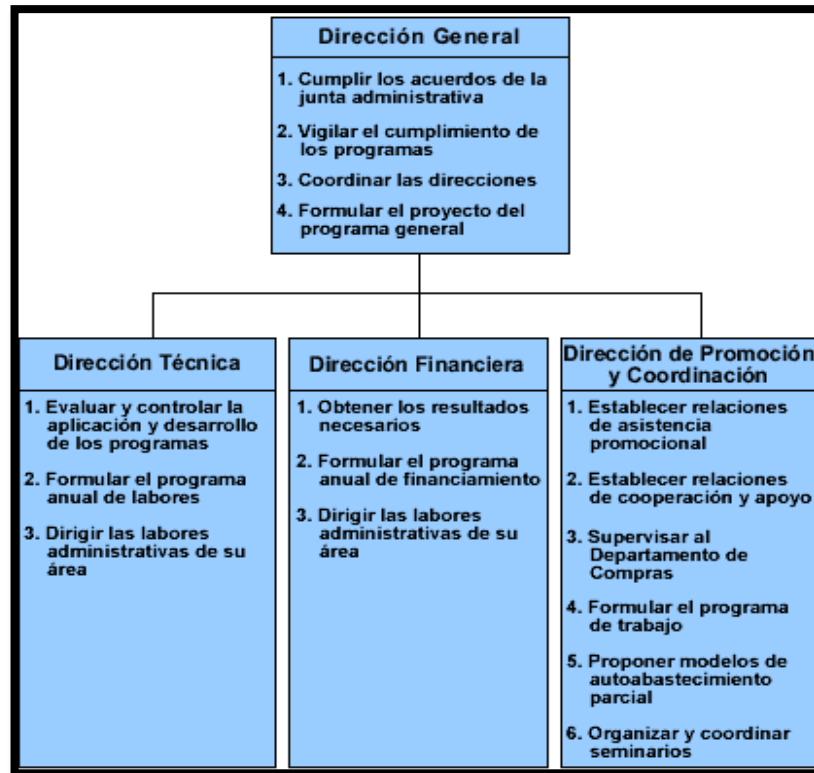 Dirección General
1. Cumplir los acuerdos de la
junta administrativa
2. Vigilar el cumplimiento de
los programas
3. Coordinar las direcciones
4. Formular el proyecto del
programa general
Dirección Técnica
1. Evaluar y controlar la
aplicación y desarrollo
de los programas
2. Formular el programa
anual de labores
3. Dirigir las labores
administrativas de su
área
Dirección Financiera
1. Obtener los resultados
necesarios
2. Formular el programa
anual de financiamiento
3. Dirigir las labores
administrativas de su
área
Dirección de Promoción
y Coordinación
1. Establecer relaciones
de asistencia
promocional
2. Establecer relaciones
de cooperación y apoyo
3. Supervisar al
Departamento de
Compras
4. Formular el programa
de trabajo
5. Proponer modelos de
autoabastecimiento
parcial
6. Organizar y coordinar
seminarios